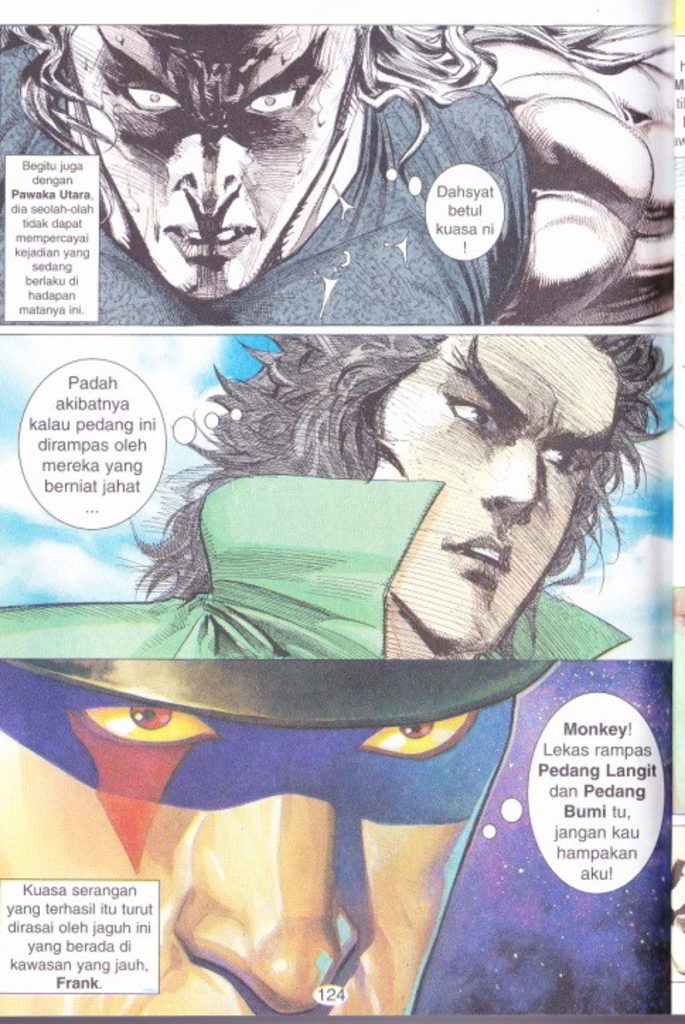 Begitu juga
dengan
Pawaka Utara,
dia seolah-olah
tidak dapat
mempercayai
kejadian yang
sedang
berlaku di
hadapan
matanya ini.
Dahsyat
betul
kuasa ni
!
Padah
akibatnya
kalau pedang ini
dirampas oleh
mereka yang
berniat jahat
...
Monkey!
Lekas rampas
Pedang Langit
dan Pedang
Bumi tu,
jangan kau
hampakan
aku!
Kuasa serangan
yang terhasil itu turut
dirasai oleh jaguh ini
yang berada di
kawasan yang jauh,
Frank.
124